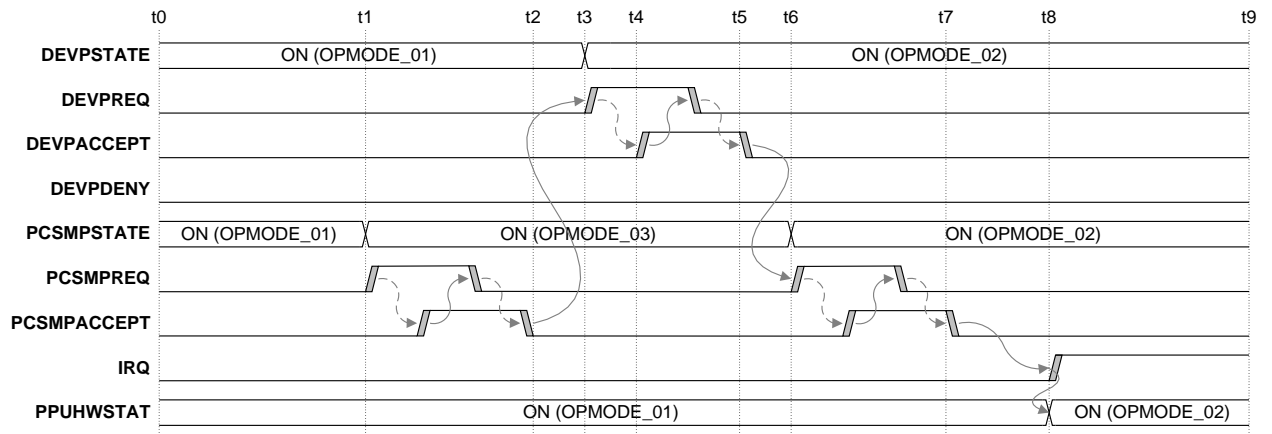 t0 t1 t2 t3 t4 t5 t6 t7 t8 t9
DEVPSTATE ON (OPMODE_01) ON (OPMODE_02)
DEVPREQ
DEVPACCEPT
DEVPDENY
PCSMPSTATE ON (OPMODE_01) ON (OPMODE_03) ON (OPMODE_02)
PCSMPREQ
PCSMPACCEPT
IRQ
PPUHWSTAT ON (OPMODE_01) ON (OPMODE_02)